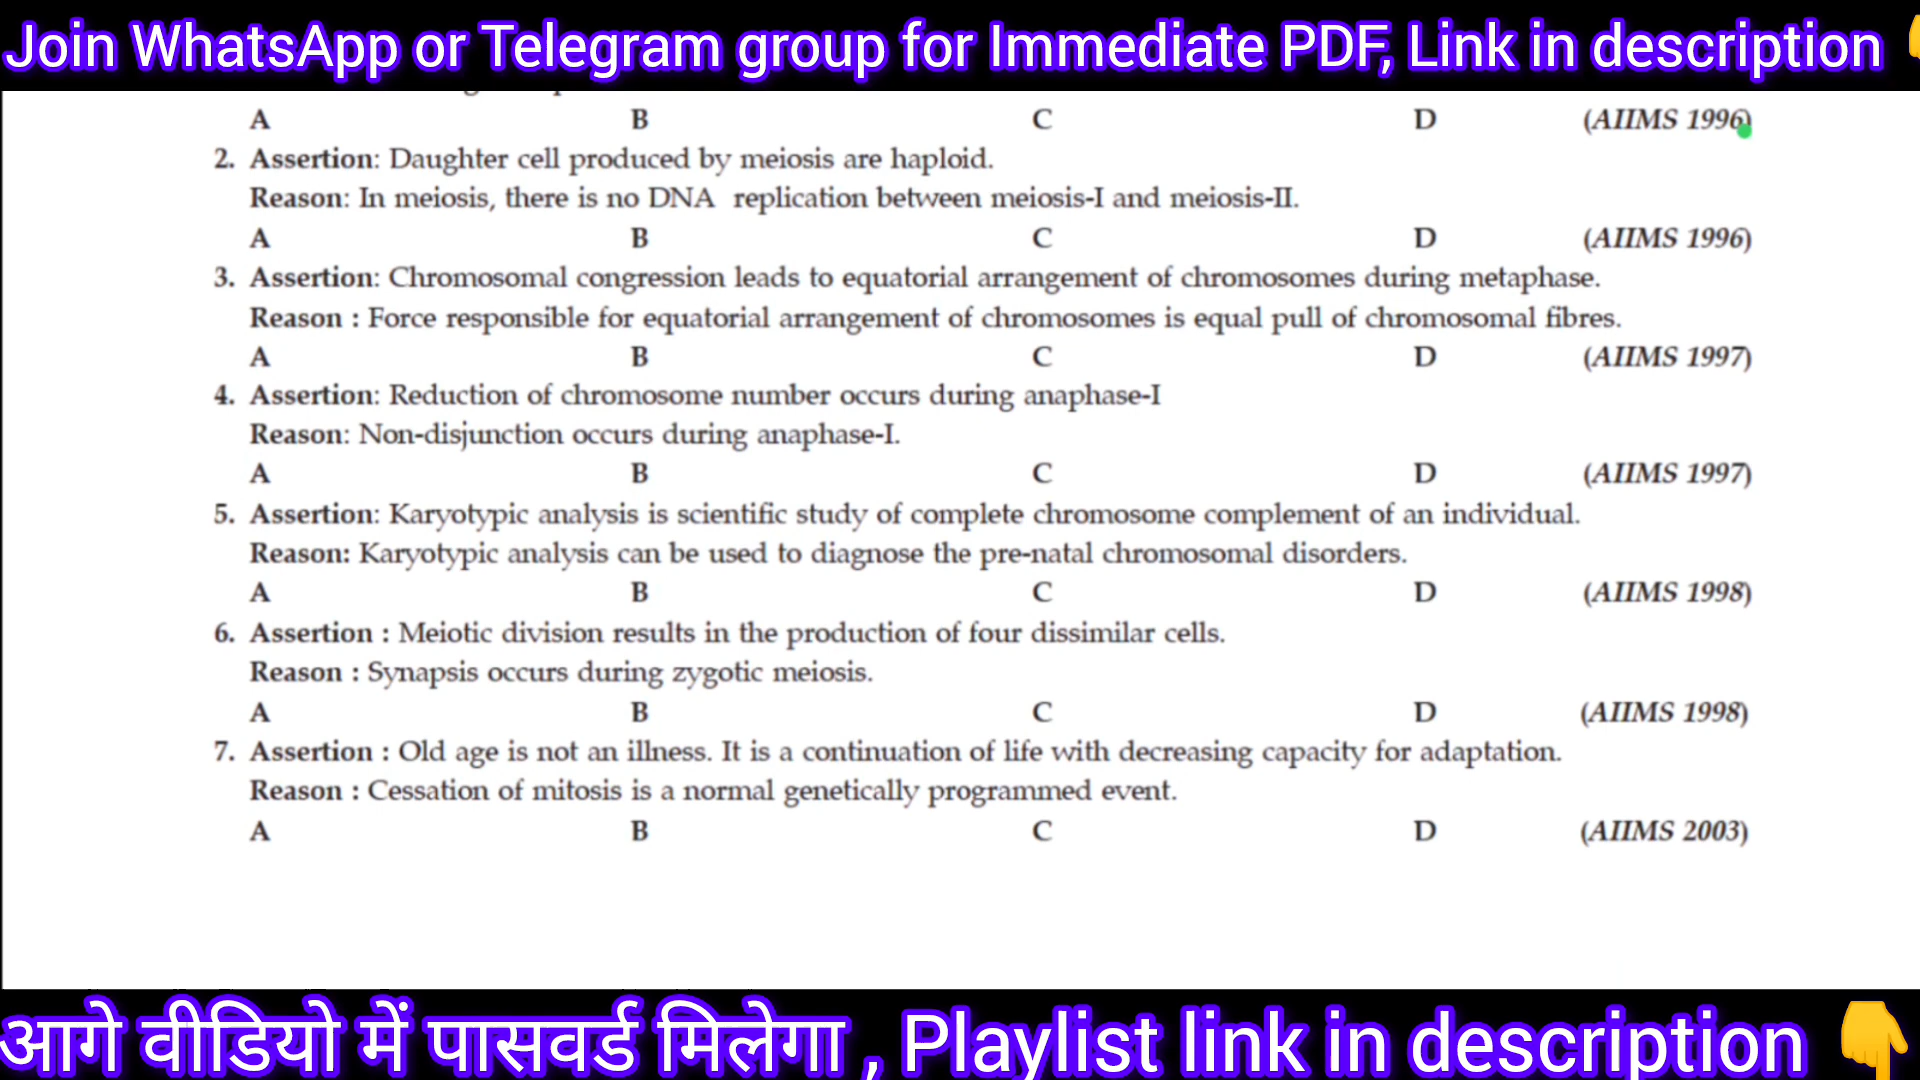 Join WhatsApp or Telegram group for Immediate PDF, Link in description
A B C D (AIIMS 1996)
2. Assertion: Daughter cell produced by meiosis are haploid.
Reason: In meiosis, there is no DNA replication between meiosis-I and meiosis-II.
A B C D (AIIMS 1996)
3. Assertion: Chromosomal congression leads to equatorial arrangement of chromosomes during metaphase.
Reason : Force responsible for equatorial arrangement of chromosomes is equal pull of chromosomal fibres.
A B C D (AIIMS 1997)
4. Assertion: Reduction of chromosome number occurs during anaphase-I
Reason: Non-disjunction occurs during anaphase-I.
A B C D (AIIMS 1997)
5. Assertion: Karyotypic analysis is scientific study of complete chromosome complement of an individual.
Reason: Karyotypic analysis can be used to diagnose the pre-natal chromosomal disorders.
A B C D (AIIMS 1998)
6. Assertion : Meiotic division results in the production of four dissimilar cells.
Reason : Synapsis occurs during zygotic meiosis.
A B C D (AIIMS 1998)
7. Assertion : Old age is not an illness. It is a continuation of life with decreasing capacity for adaptation.
Reason : Cessation of mitosis is a normal genetically programmed event.
A B C D (AIIMS 2003)
आगे वीडियो में पासवर्ड मिलेगा , Playlist link in description